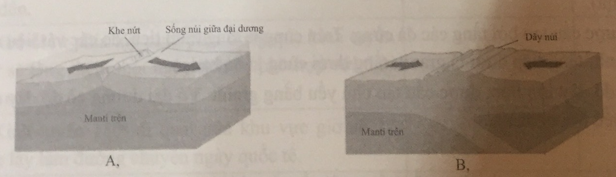 Khe nứt
Sống núi giữa đại dương
Manti trên
A,
Dãy núi
Manti trên
B,